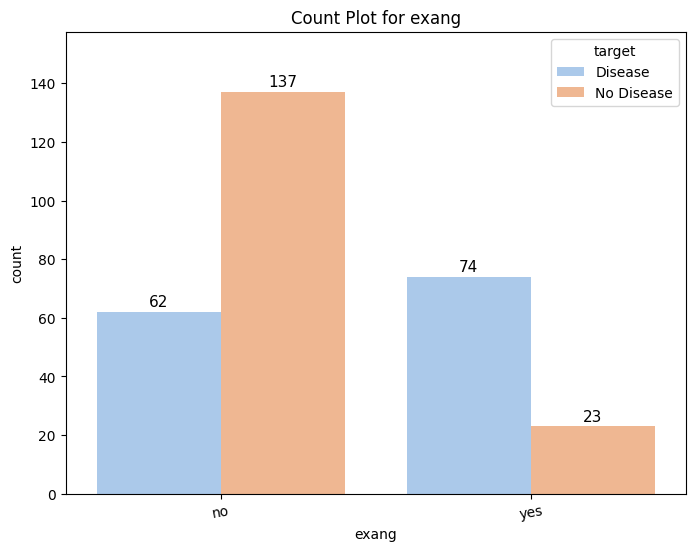 Count Plot for exang
target
Disease
No Disease
140
120
100
80
60
40
20
0
count
62
137
74
23
no
yes
exang